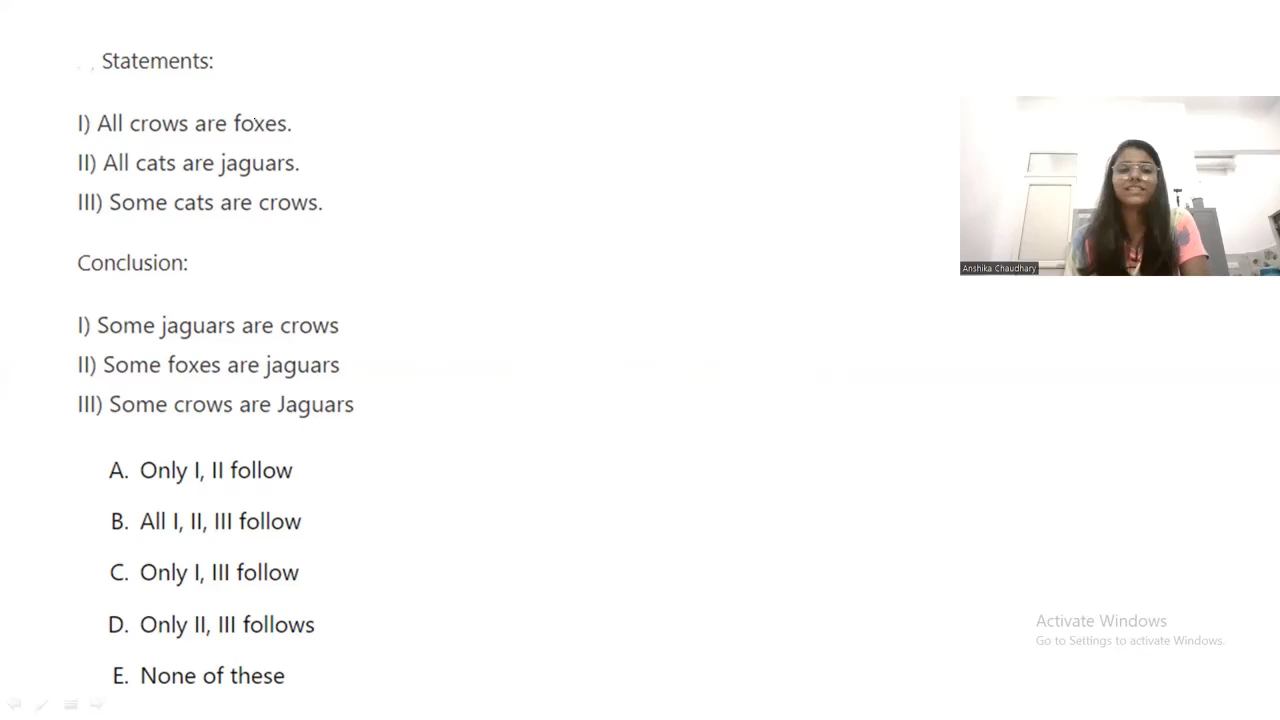 Statements:
I) All crows are foxes.
II) All cats are jaguars.
III) Some cats are crows.
Conclusion:
I) Some jaguars are crows
II) Some foxes are jaguars
III) Some crows are Jaguars
A. Only I, II follow
B. All I, II, III follow
C. Only I, III follow
D. Only II, III follows
E. None of these
Anshika Chaudhary
Activate Windows
Go to Settings to activate Windows.